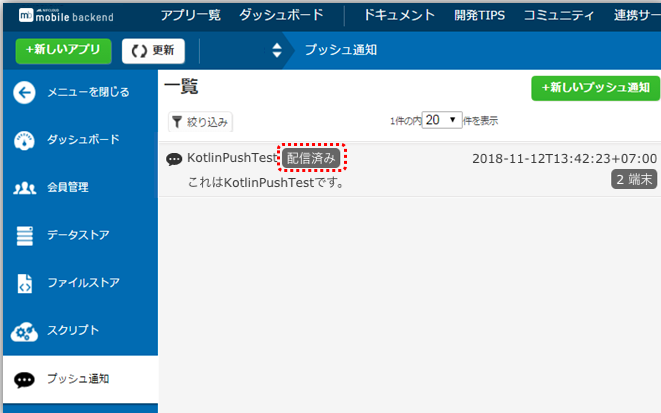 mobile backend アプリ一覧 ダッシュボード ドキュメント 開発TIPS コミュニティ 連携サー
+新しいアプリ 更新 プッシュ通知
メニューを閉じる
ダッシュボード
会員管理
データストア
ファイルストア
スクリプト
プッシュ通知
一覧 +新しいプッシュ通知
絞り込み 1件の内 20 件を表示
KotlinPushTest 配信済み 2018-11-12T13:42:23+07:00
これはKotlinPushTestです。 2 端末